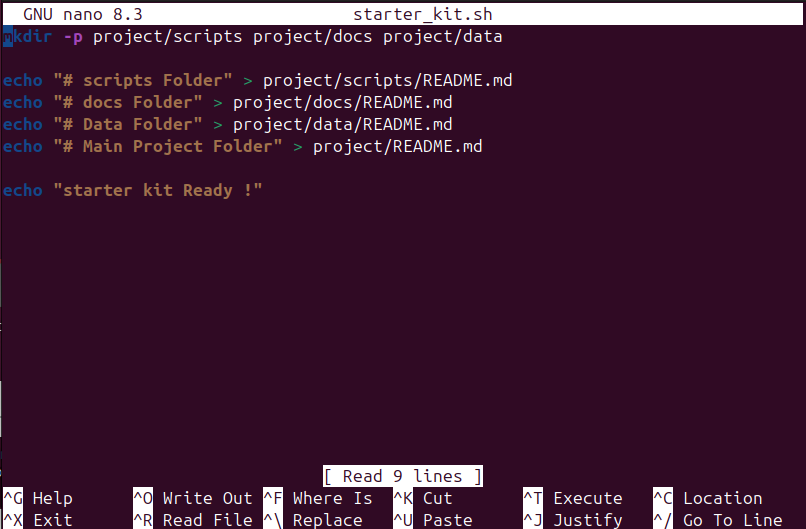 GNU nano 8.3 starter_kit.sh
mkdir -p project/scripts project/docs project/data
echo "# scripts Folder" > project/scripts/README.md
echo "# docs Folder" > project/docs/README.md
echo "# Data Folder" > project/data/README.md
echo "# Main Project Folder" > project/README.md
echo "starter kit Ready !"
[ Read 9 lines ]
^G Help ^O Write Out ^F Where Is ^K Cut ^T Execute ^C Location
^X Exit ^R Read File ^\ Replace ^U Paste ^J Justify ^/ Go To Line